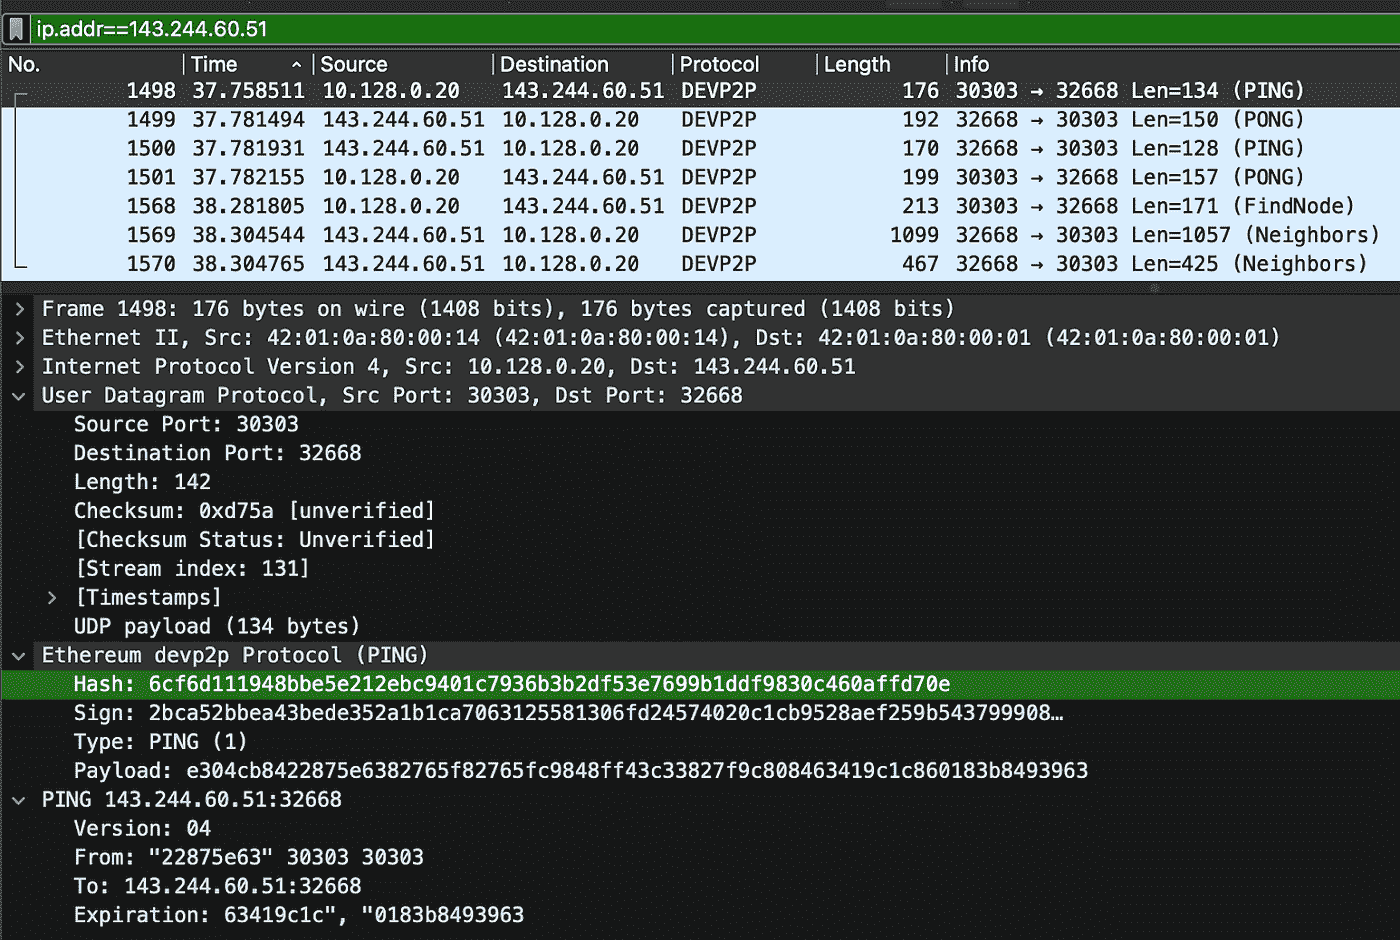 ip.addr==143.244.60.51
No. Time Source Destination Protocol Length Info
1498 37.758511 10.128.0.20 143.244.60.51 DEVP2P 176 30303 → 32668 Len=134 (PING)
1499 37.781494 143.244.60.51 10.128.0.20 DEVP2P 192 32668 → 30303 Len=150 (PONG)
1500 37.781931 143.244.60.51 10.128.0.20 DEVP2P 170 32668 → 30303 Len=128 (PING)
1501 37.782155 10.128.0.20 143.244.60.51 DEVP2P 199 30303 → 32668 Len=157 (PONG)
1568 38.281805 10.128.0.20 143.244.60.51 DEVP2P 213 30303 → 32668 Len=171 (FindNode)
1569 38.304544 143.244.60.51 10.128.0.20 DEVP2P 1099 32668 → 30303 Len=1057 (Neighbors)
1570 38.304765 143.244.60.51 10.128.0.20 DEVP2P 467 32668 → 30303 Len=425 (Neighbors)
Frame 1498: 176 bytes on wire (1408 bits), 176 bytes captured (1408 bits)
Ethernet II, Src: 42:01:0a:80:00:14 (42:01:0a:80:00:14), Dst: 42:01:0a:80:00:01 (42:01:0a:80:00:01)
Internet Protocol Version 4, Src: 10.128.0.20, Dst: 143.244.60.51
User Datagram Protocol, Src Port: 30303, Dst Port: 32668
Source Port: 30303
Destination Port: 32668
Length: 142
Checksum: 0xd75a [unverified]
[Checksum Status: Unverified]
[Stream index: 131]
[Timestamps]
UDP payload (134 bytes)
Ethereum devp2p Protocol (PING)
Hash: 6cf6d111948bbe5e212ebc9401c7936b3b2df53e7699b1ddf9830c460affd70e
Sign: 2bca52bbea43bede352a1b1ca7063125581306fd24574020c1cb9528aef259b543799908…
Type: PING (1)
Payload: e304cb8422875e6382765f82765fc9848ff43c33827f9c808463419c1c860183b8493963
PING 143.244.60.51:32668
Version: 04
From: "22875e63" 30303 30303
To: 143.244.60.51:32668
Expiration: 63419c1c", "0183b8493963